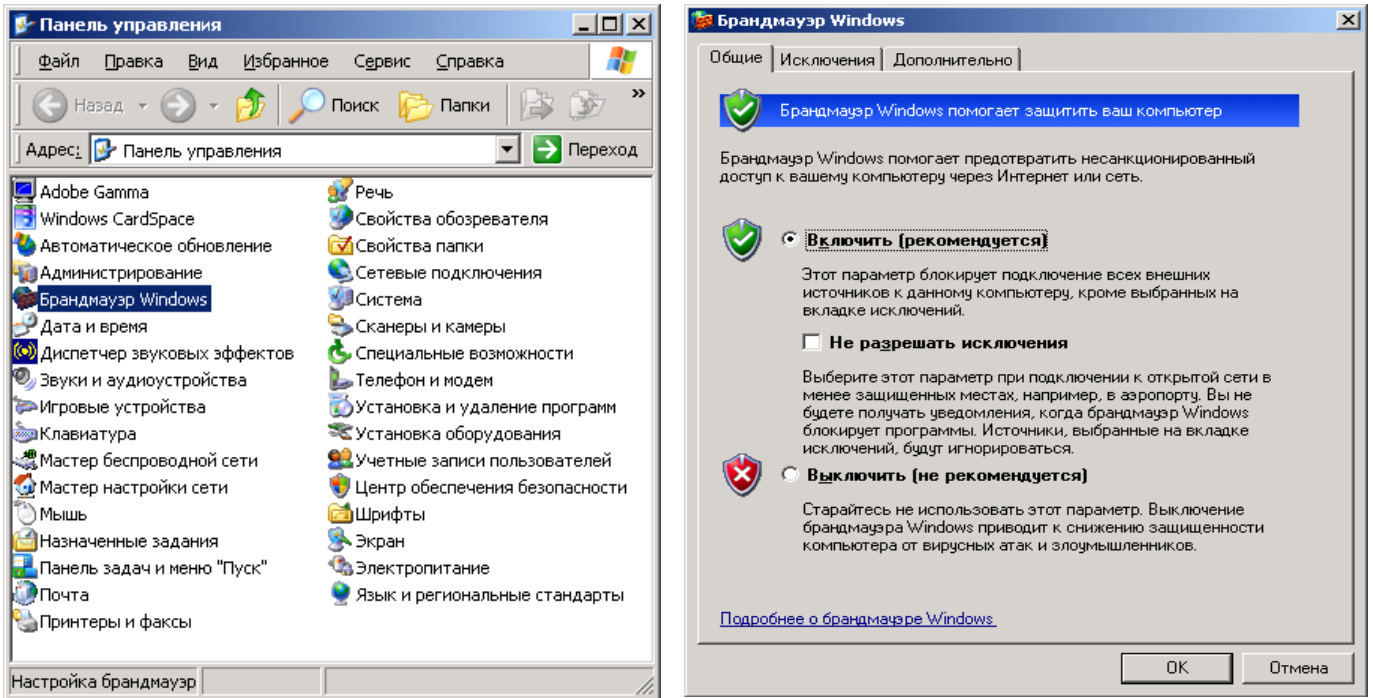 Панель управления
Файл Правка Вид Избранное Сервис Справка
Назад Поиск Папки »
Адрес: Панель управления Переход
Adobe Gamma
Windows CardSpace
Автоматическое обновление
Администрирование
Брандмауэр Windows
Дата и время
Диспетчер звуковых эффектов
Звуки и аудиоустройства
Игровые устройства
Клавиатура
Мастер беспроводной сети
Мастер настройки сети
Мышь
Назначенные задания
Панель задач и меню "Пуск"
Почта
Принтеры и факсы
Речь
Свойства обозревателя
Свойства папки
Сетевые подключения
Система
Сканеры и камеры
Специальные возможности
Телефон и модем
Установка и удаление программ
Установка оборудования
Учетные записи пользователей
Центр обеспечения безопасности
Шрифты
Экран
Электропитание
Язык и региональные стандарты
Настройка брандмауэр
Брандмауэр Windows
Общие Исключения Дополнительно
Брандмауэр Windows помогает защитить ваш компьютер
Брандмауэр Windows помогает предотвратить несанкционированный
доступ к вашему компьютеру через Интернет или сеть.
Включить (рекомендуется)
Этот параметр блокирует подключение всех внешних
источников к данному компьютеру, кроме выбранных на
вкладке исключений.
Не разрешать исключения
Выберите этот параметр при подключении к открытой сети в
менее защищенных местах, например, в аэропорту. Вы не
будете получать уведомления, когда брандмауэр Windows
блокирует программы. Источники, выбранные на вкладке
исключений, будут игнорироваться.
Выключить (не рекомендуется)
Старайтесь не использовать этот параметр. Выключение
брандмауэра Windows приводит к снижению защищенности
компьютера от вирусных атак и злоумышленников.
Подробнее о брандмауэре Windows
OK Отмена